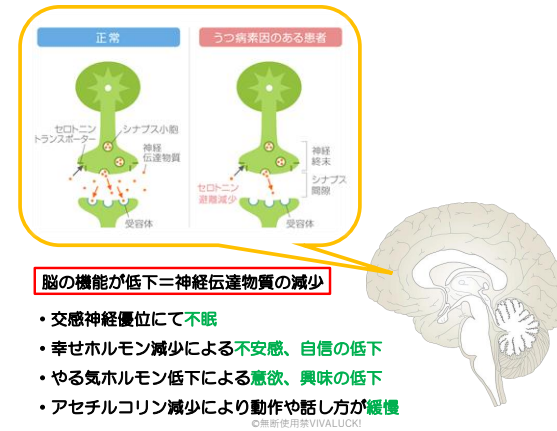 正常
うつ病素因のある患者
セロトニン
トランスポーター
シナプス小胞
神経
伝達物質
受容体
神経
終末
シナプス
間隙
セロトニン
遊離減少
受容体
脳の機能が低下＝神経伝達物質の減少
・交感神経優位にて不眠
・幸せホルモン減少による不安感、自信の低下
・やる気ホルモン低下による意欲、興味の低下
・アセチルコリン減少により動作や話し方が緩慢
©無断使用禁VIVALUCK!